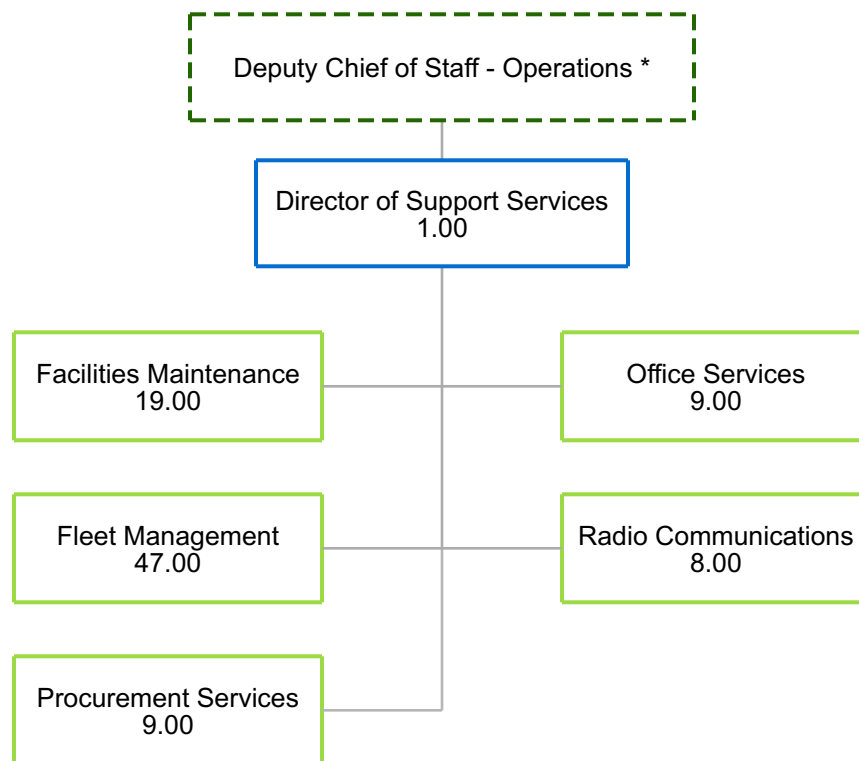 Deputy Chief of Staff - Operations *
Director of Support Services
1.00
Facilities Maintenance
19.00
Office Services
9.00
Fleet Management
47.00
Radio Communications
8.00
Procurement Services
9.00